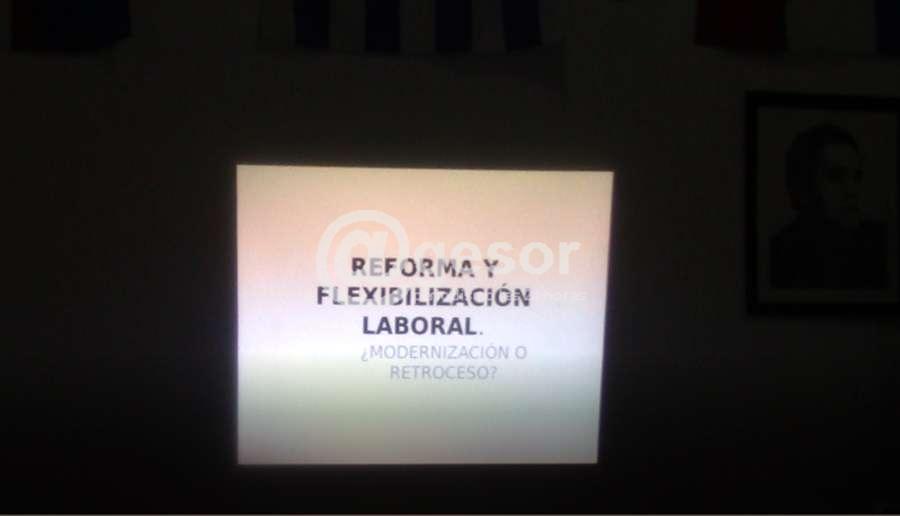 @gesor
REFORMA Y
FLEXIBILIZACIÓN
LABORAL.
¿MODERNIZACIÓN O
RETROCESO?